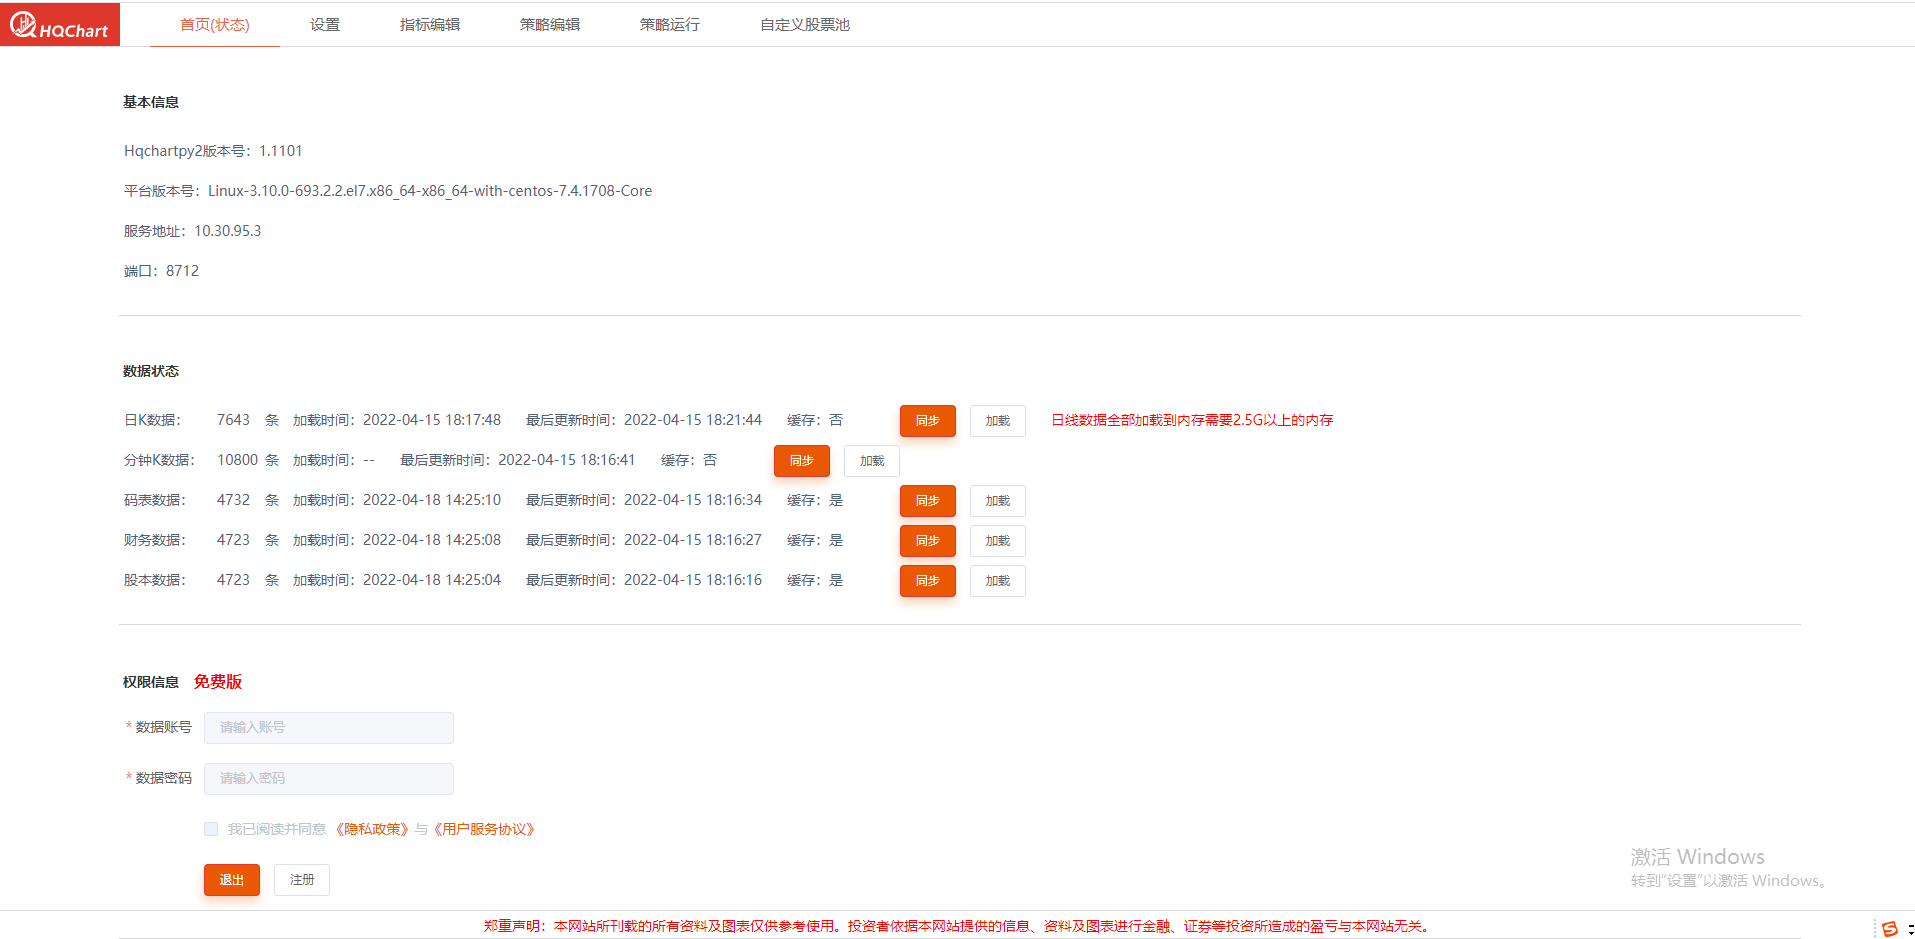 HQChart 首页(状态) 设置 指标编辑 策略编辑 策略运行 自定义股票池
基本信息
Hqchartpy2版本号：1.1101
平台版本号：Linux-3.10.0-693.2.2.el7.x86_64-x86_64-with-centos-7.4.1708-Core
服务地址：10.30.95.3
端口：8712
数据状态
日K数据： 7643 条 加载时间：2022-04-15 18:17:48 最后更新时间：2022-04-15 18:21:44 缓存：否 同步 加载 日线数据全部加载到内存需要2.5G以上的内存
分钟K数据： 10800 条 加载时间：-- 最后更新时间：2022-04-15 18:16:41 缓存：否 同步 加载
码表数据： 4732 条 加载时间：2022-04-18 14:25:10 最后更新时间：2022-04-15 18:16:34 缓存：是 同步 加载
财务数据： 4723 条 加载时间：2022-04-18 14:25:08 最后更新时间：2022-04-15 18:16:27 缓存：是 同步 加载
股本数据： 4723 条 加载时间：2022-04-18 14:25:04 最后更新时间：2022-04-15 18:16:16 缓存：是 同步 加载
权限信息 免费版
* 数据账号 请输入账号
* 数据密码 请输入密码
我已阅读并同意《隐私政策》与《用户服务协议》
退出 注册
激活 Windows
转到“设置”以激活 Windows。
郑重声明：本网站所刊载的所有资料及图表仅供参考使用。投资者依据本网站提供的信息、资料及图表进行金融、证券等投资所造成的盈亏与本网站无关。